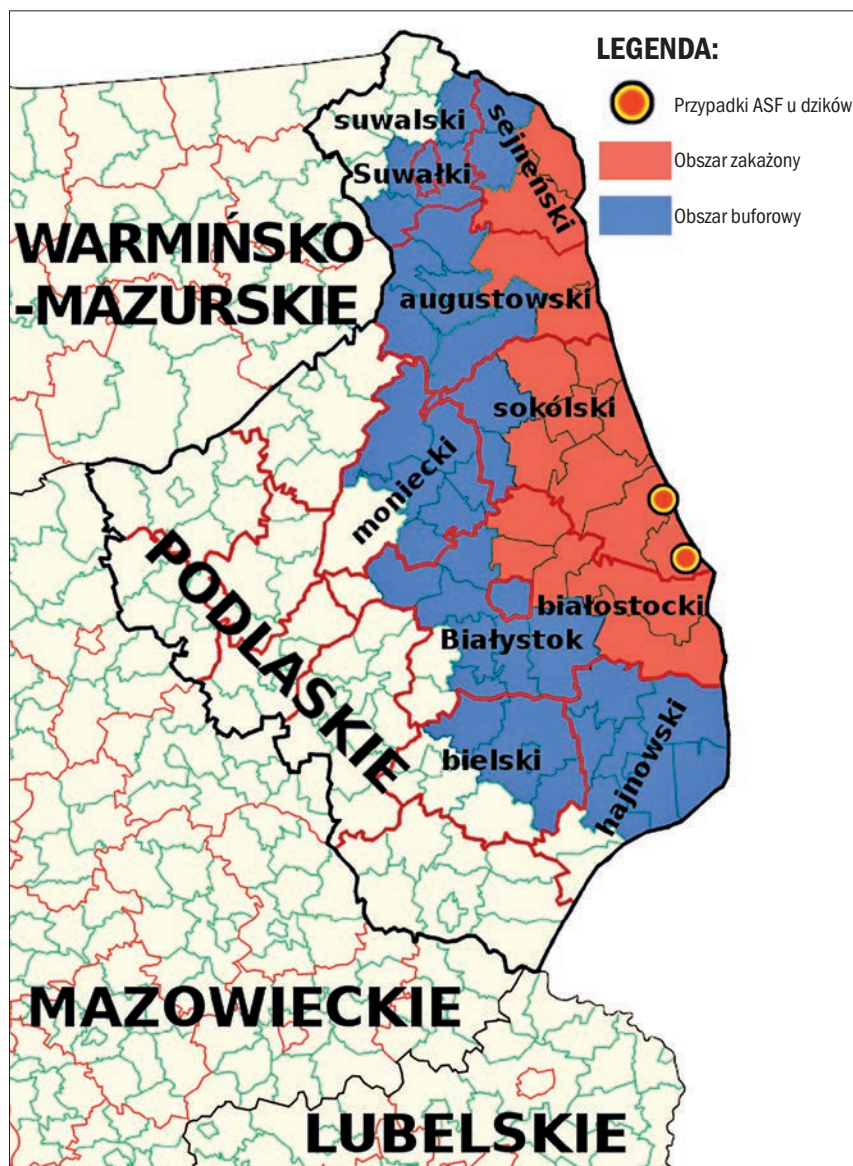 LEGENDA:
Przypadki ASF u dzików
Obszar zakażony
Obszar buforowy
suwalski
sejneński
Suwałki
WARMIŃSKO
-MAZURSKIE
augustowski
sokólski
moniecki
PODLASKIE
białostocki
Białystok
bielski
hajnowski
MAZOWIECKIE
LUBELSKIE